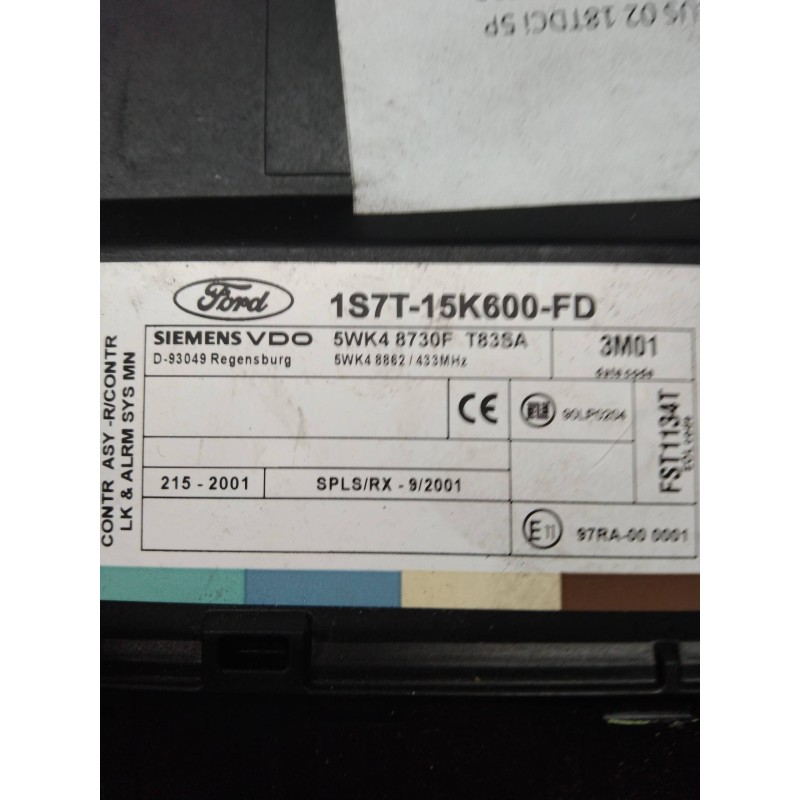 US 02 18TDCi 5P
Ford
1S7T-15K600-FD
SIEMENS VDO 5WK4 8730F T83SA 3M01
D-93049 Regensburg 5WK4 8862 / 433MHz
CE
90LP0204
FST1134T
215 - 2001 SPLS/RX - 9/2001
E11 97RA-00 0001
CONTR ASY -R/CONTR
LK & ALRM SYS MN